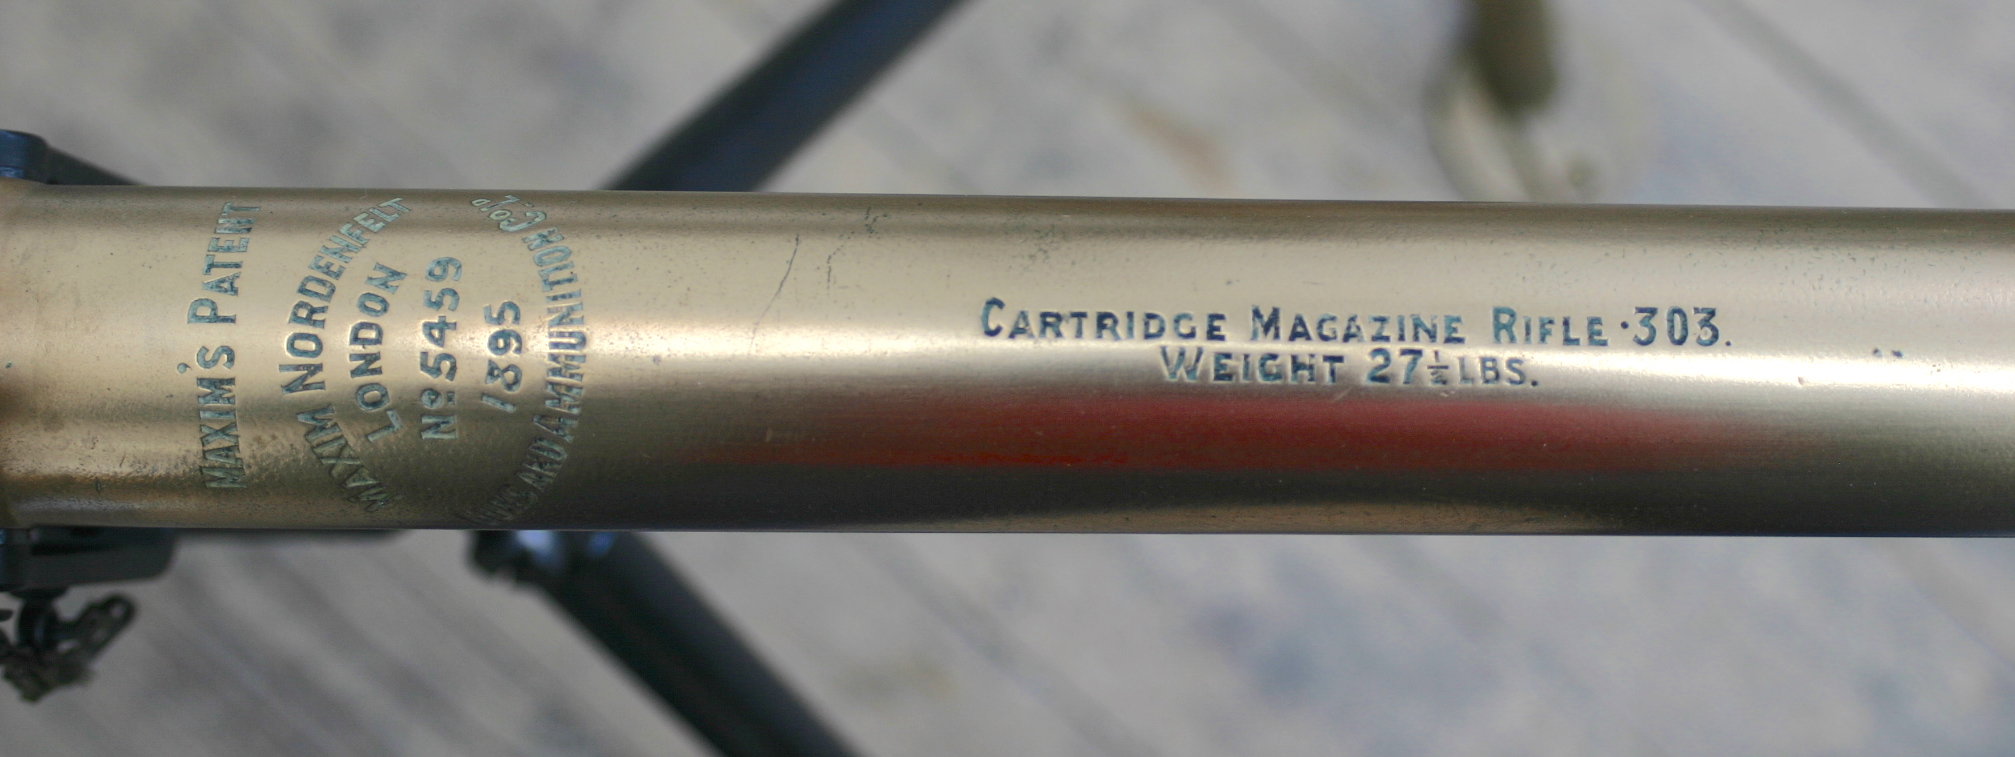 MAXIM'S PATENT
MAXIM NORDENFELT
LONDON
No 5459
1895
GUNS AND AMMUNITION Co. LD
CARTRIDGE MAGAZINE RIFLE ·303.
WEIGHT 27½ LBS.